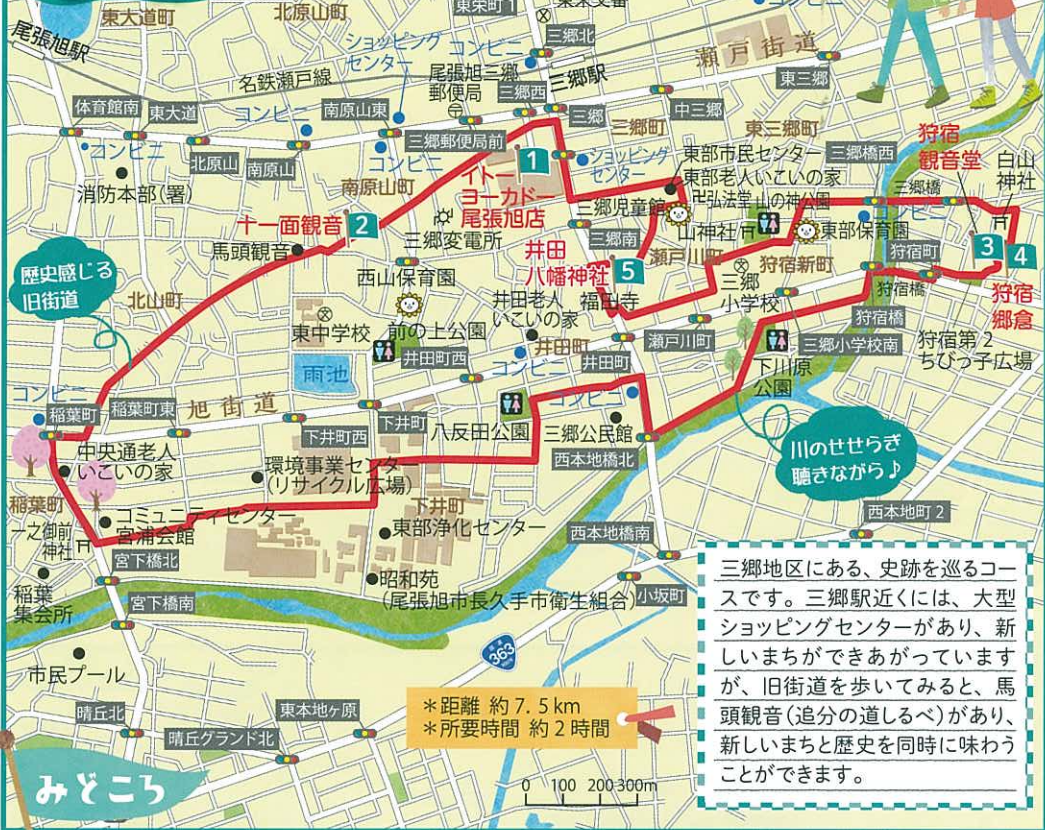 東大道町
北原山町
東栄町1
尾張旭駅
ショッピング
センター
コンビニ
三郷北
瀬戸街道
名鉄瀬戸線
尾張旭三郷
郵便局
三郷駅
東三郷
体育館南
東大道
コンビニ
南原山東
三郷西
三郷
中三郷
コンビニ
北原山
南原山
コンビニ
三郷郵便局前
三郷町
東三郷町
狩宿
観音堂
消防本部(署)
南原山町
1
イトー
ヨーカドー
尾張旭店
ショッピング
センター
東部市民センター
東部老人いこいの家
三郷橋西
白山
神社
卍弘法堂
山の神公園
三郷橋
十一面観音
2
三郷児童館
コンビニ
馬頭観音
三郷変電所
三郷南
山神社
東部保育園
歴史感じる
旧街道
井田
八幡神社
5
瀬戸川町
狩宿新町
狩宿町
3
4
北山町
西山保育園
福田寺
三郷
小学校
狩宿橋
狩宿
郷倉
東中学校
前の上公園
井田老人
いこいの家
狩宿橋
井田町西
井田町
井田町
瀬戸川町
三郷小学校南
狩宿第2
ちびっ子広場
雨池
コンビニ
下川原
公園
コンビニ
稲葉町
稲葉町東
旭街道
コンビニ
下井町西
下井町
八反田公園
三郷公民館
川のせせらぎ
聴きながら♪
中央通老人
いこいの家
環境事業センター
(リサイクル広場)
西本地橋北
稲葉町
コミュニティセンター
宮浦会館
下井町
東部浄化センター
西本地町2
一之御前
神社
西本地橋南
宮下橋北
昭和苑
(尾張旭市長久手市衛生組合)
小坂町
稲葉
集会所
宮下橋南
363
市民プール
三郷地区にある、史跡を巡るコー
スです。三郷駅近くには、大型
ショッピングセンターがあり、新
しいまちができあがっています
が、旧街道を歩いてみると、馬
頭観音(追分の道しるべ)があり、
新しいまちと歴史を同時に味わう
ことができます。
晴丘北
東本地ヶ原
晴丘グランド北
*距離 約7.5km
*所要時間 約2時間
みどころ
0 100 200 300m